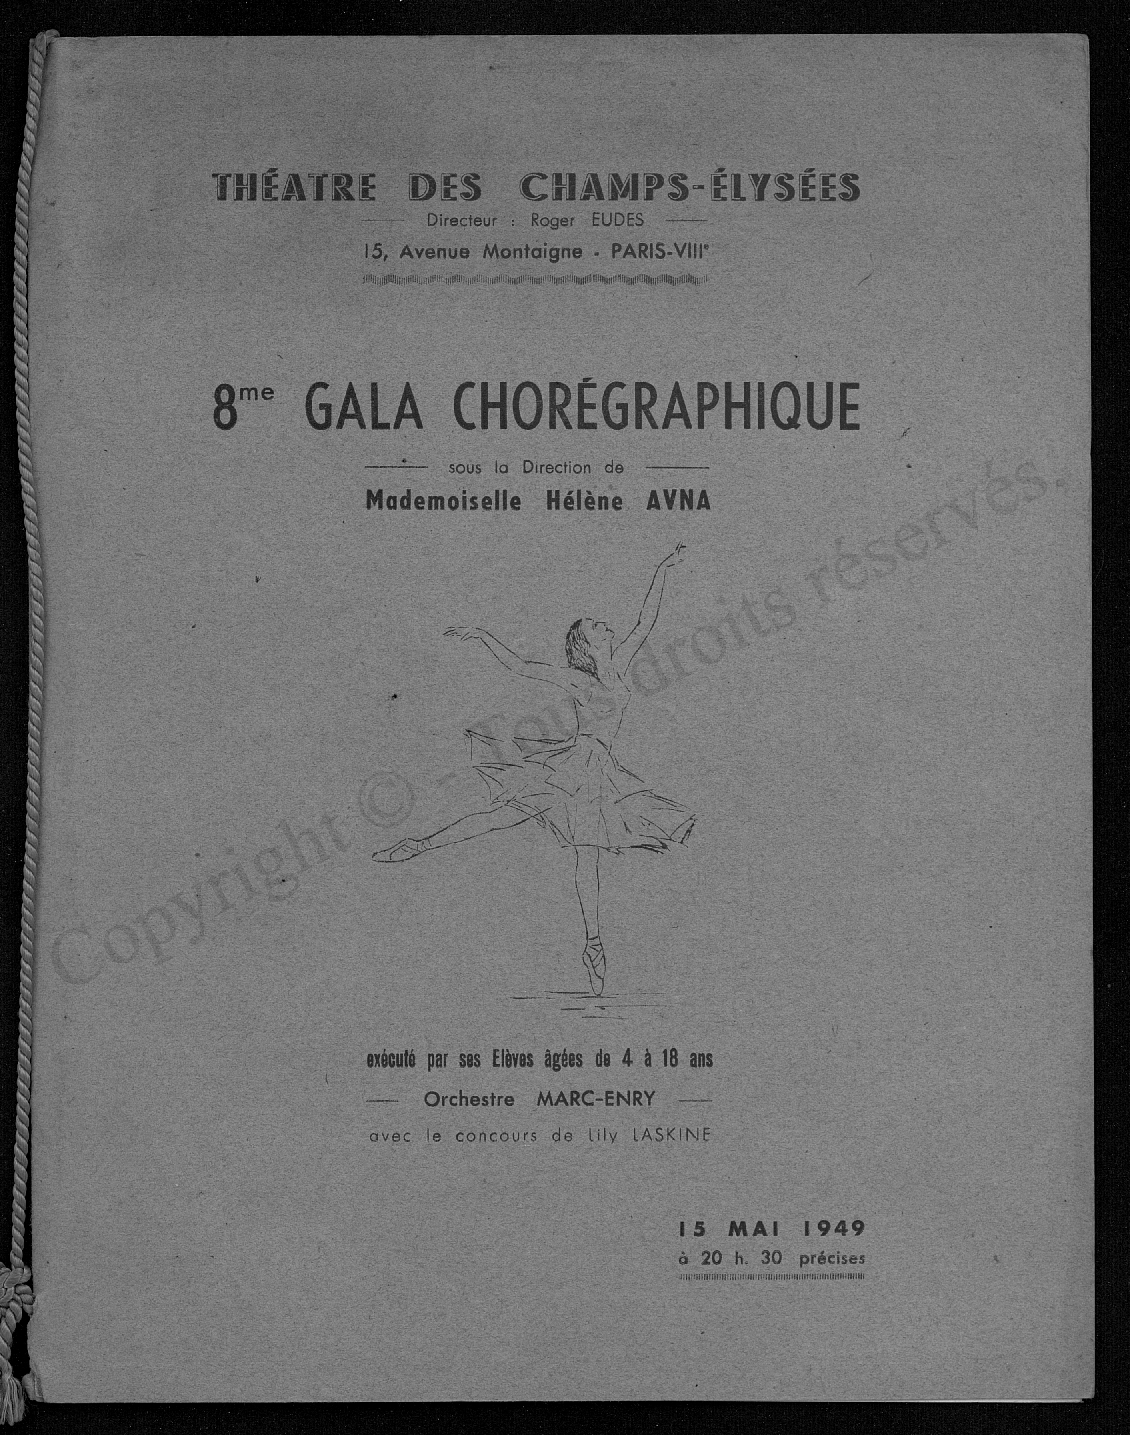 THÉATRE DES CHAMPS-ÉLYSÉES
Directeur : Roger EUDES
15, Avenue Montaigne - PARIS-VIIIe
8me GALA CHORÉGRAPHIQUE
sous la Direction de
Mademoiselle Hélène AVNA
Copyright © - Tous droits réservés.
exécuté par ses Elèves âgées de 4 à 18 ans
Orchestre MARC-ENRY
avec le concours de Lily LASKINE
15 MAI 1949
à 20 h. 30 précises